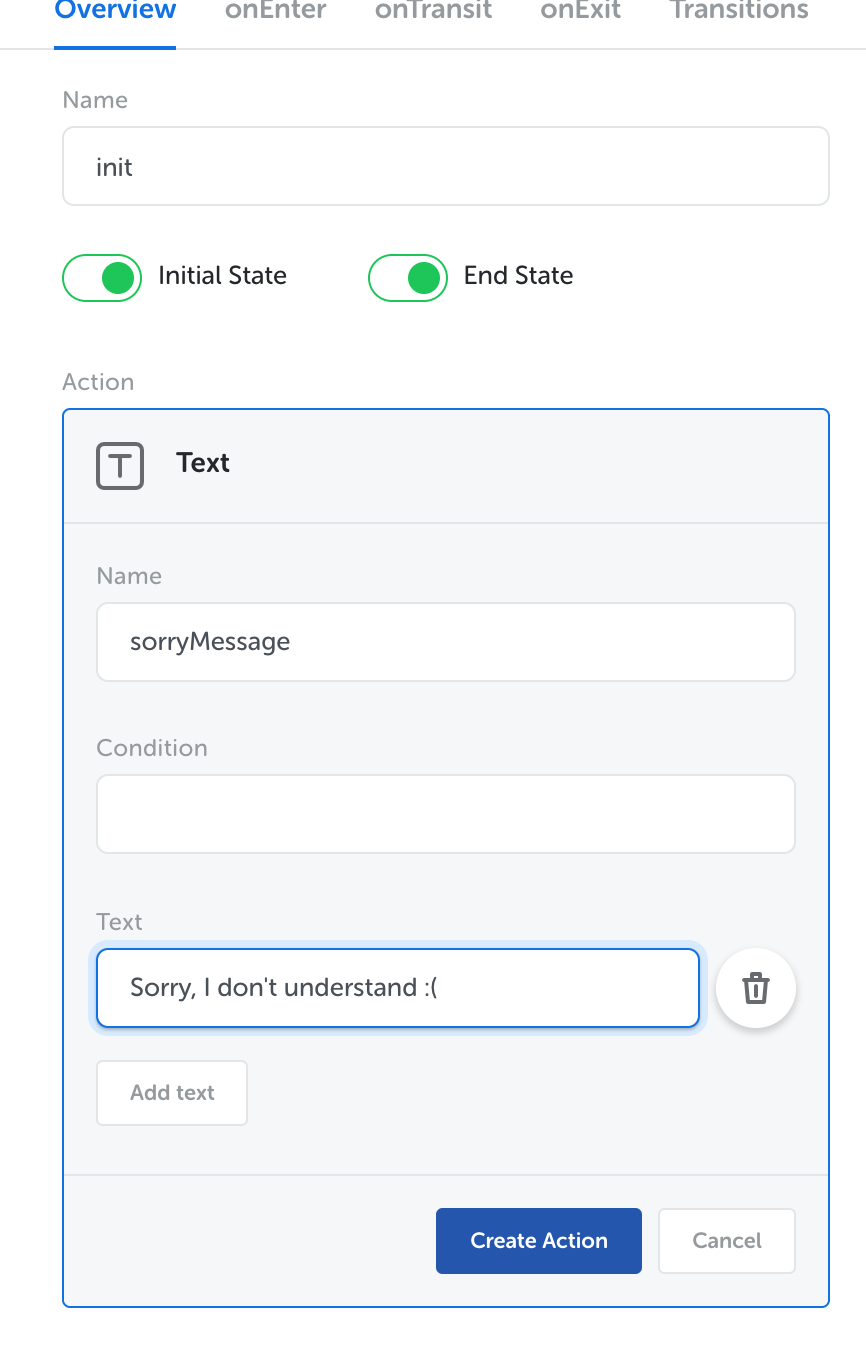 Overview onEnter onTransit onExit Transitions
Name
init
Initial State End State
Action
T Text
Name
sorryMessage
Condition
Text
Sorry, I don't understand :(
Add text
Create Action Cancel